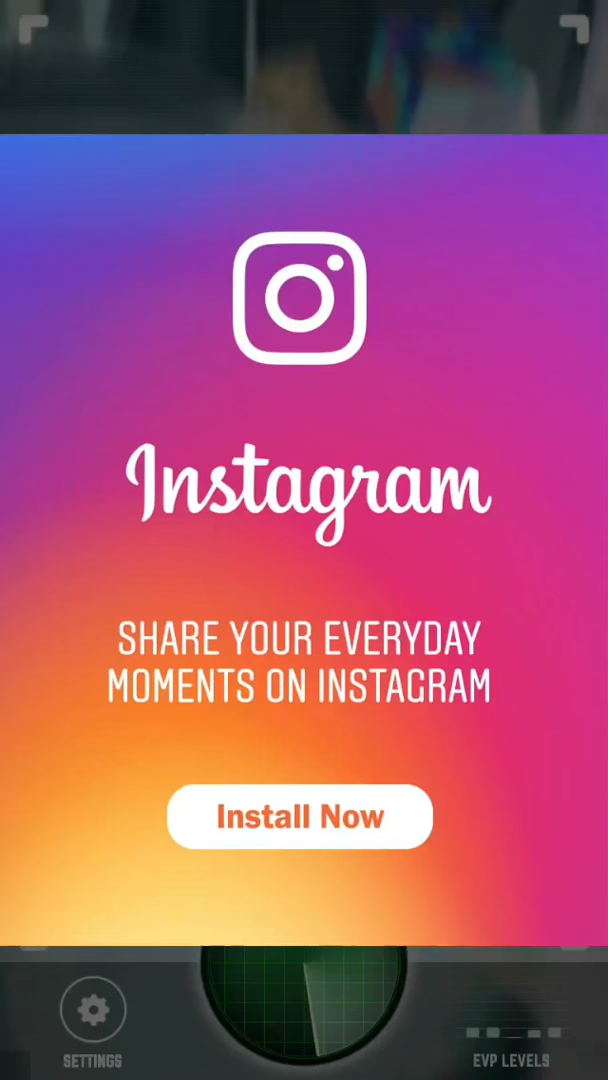 Instagram
SHARE YOUR EVERYDAY
MOMENTS ON INSTAGRAM
Install Now
SETTINGS
EVP LEVELS